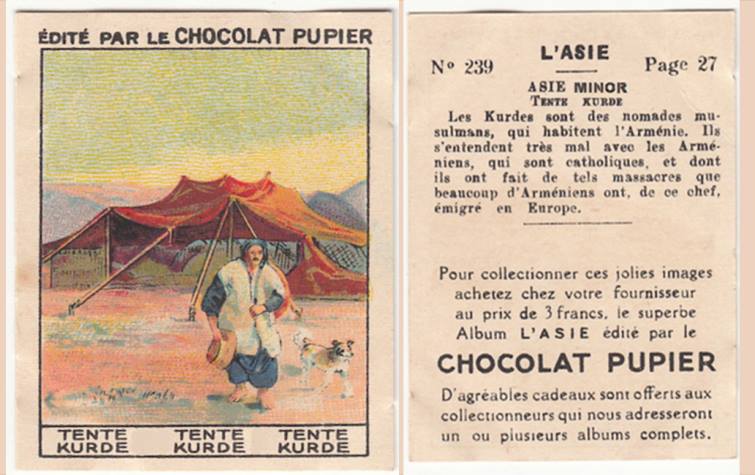 ÉDITÉ PAR LE CHOCOLAT PUPIER
TENTE KURDE
TENTE KURDE
TENTE KURDE
L'ASIE
Nº 239
Page 27
ASIE MINOR
TENTE KURDE
Les Kurdes sont des nomades mu-
sulmans, qui habitent l'Arménie. Ils
s'entendent très mal avec les Armé-
niens, qui sont catholiques, et dont
ils ont fait de tels massacres que
beaucoup d'Arméniens ont, de ce chef,
émigré en Europe.
Pour collectionner ces jolies images
achetez chez votre fournisseur
au prix de 3 francs, le superbe
Album L'ASIE édité par le
CHOCOLAT PUPIER
D'agréables cadeaux sont offerts aux
collectionneurs qui nous adresseront
un ou plusieurs albums complets.